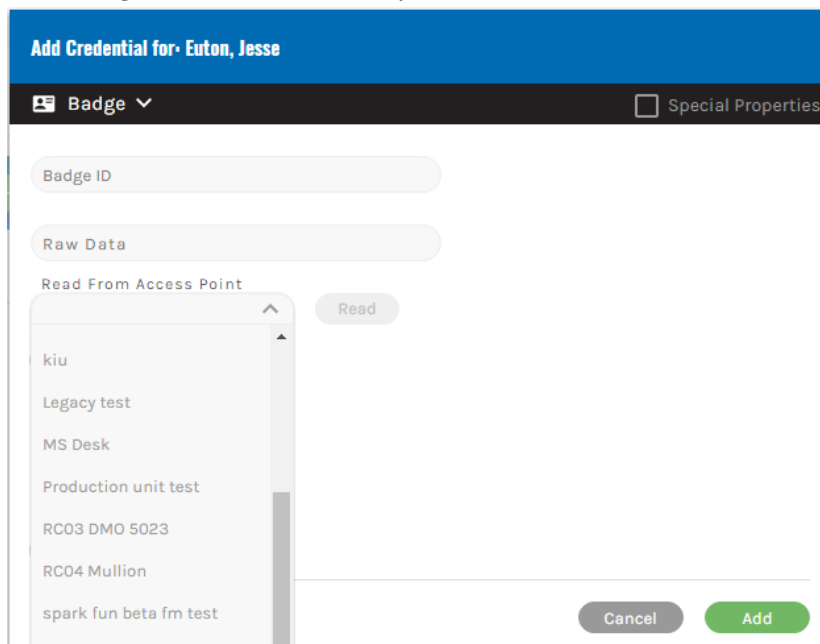 Add Credential for: Euton, Jesse
Badge
Special Properties
Badge ID
Raw Data
Read From Access Point
Read
kiu
Legacy test
MS Desk
Production unit test
RC03 DMO 5023
RC04 Mullion
spark fun beta fm test
Cancel
Add